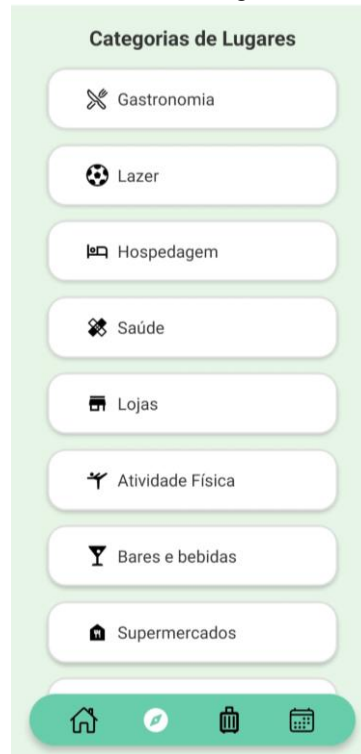 Categorias de Lugares
Gastronomia
Lazer
Hospedagem
Saúde
Lojas
Atividade Física
Bares e bebidas
Supermercados